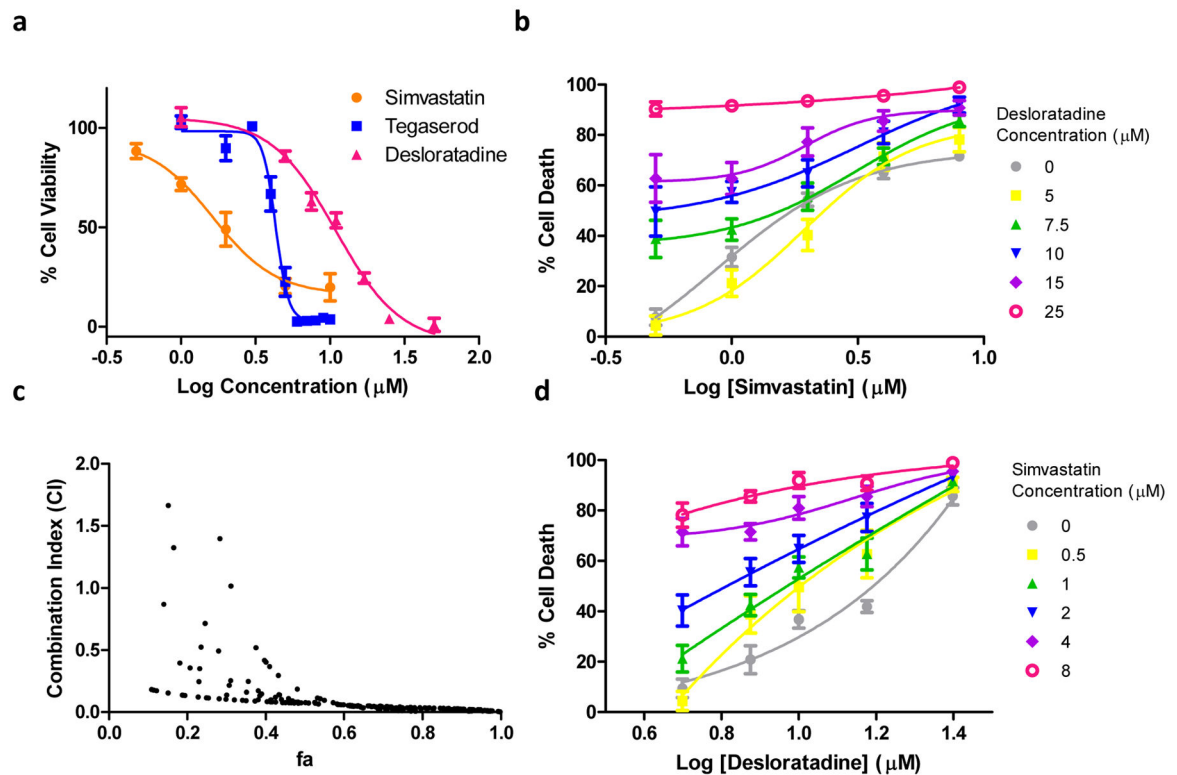 a
% Cell Viability
100
50
0
-0.5 0.0 0.5 1.0 1.5 2.0
Log Concentration (μM)
Simvastatin
Tegaserod
Desloratadine
b
% Cell Death
100
80
60
40
20
0
-0.5 0.0 0.5 1.0
Log [Simvastatin] (μM)
Desloratadine
Concentration (μM)
0
5
7.5
10
15
25
c
Combination Index (CI)
2.0
1.5
1.0
0.5
0.0
0.0 0.2 0.4 0.6 0.8 1.0
fa
d
% Cell Death
100
80
60
40
20
0
0.6 0.8 1.0 1.2 1.4
Log [Desloratadine] (μM)
Simvastatin
Concentration (μM)
0
0.5
1
2
4
8